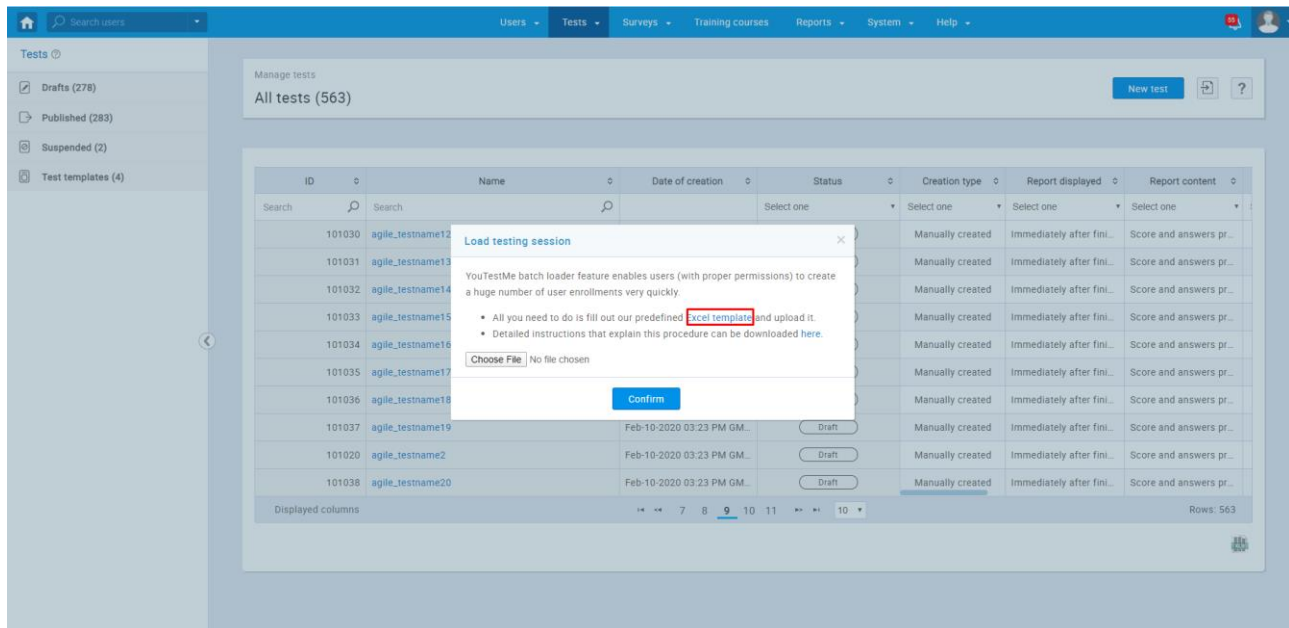 Search users
Users
Tests
Surveys
Training courses
Reports
System
Help
55
Tests
Drafts (278)
Published (283)
Suspended (2)
Test templates (4)
Manage tests
All tests (563)
New test
?
ID Name Date of creation Status Creation type Report displayed Report content
Search Search Select one Select one Select one Select one
101030 agile_testname12 Manually created Immediately after fini... Score and answers pr...
101031 agile_testname13 Manually created Immediately after fini... Score and answers pr...
101032 agile_testname14 Manually created Immediately after fini... Score and answers pr...
101033 agile_testname15 Manually created Immediately after fini... Score and answers pr...
101034 agile_testname16 Manually created Immediately after fini... Score and answers pr...
101035 agile_testname17 Manually created Immediately after fini... Score and answers pr...
101036 agile_testname18 Manually created Immediately after fini... Score and answers pr...
101037 agile_testname19 Feb-10-2020 03:23 PM GM... Draft Manually created Immediately after fini... Score and answers pr...
101020 agile_testname2 Feb-10-2020 03:23 PM GM... Draft Manually created Immediately after fini... Score and answers pr...
101038 agile_testname20 Feb-10-2020 03:23 PM GM... Draft Manually created Immediately after fini... Score and answers pr...
Displayed columns 7 8 9 10 11 10 Rows: 563
Load testing session
YouTestMe batch loader feature enables users (with proper permissions) to create
a huge number of user enrollments very quickly.
All you need to do is fill out our predefined Excel template and upload it.
Detailed instructions that explain this procedure can be downloaded here.
Choose File No file chosen
Confirm